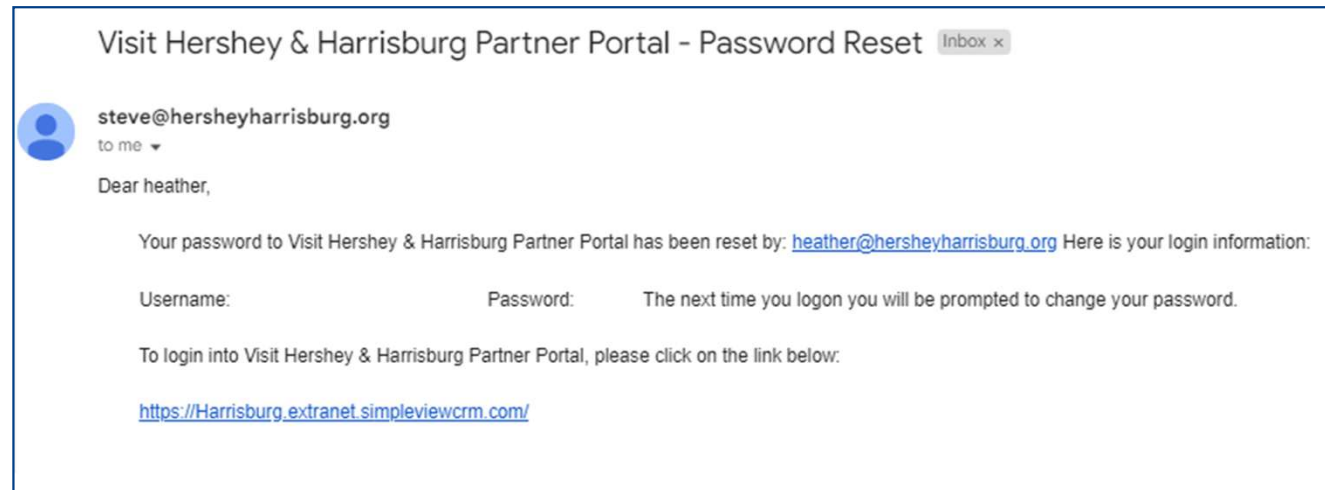 Visit Hershey & Harrisburg Partner Portal - Password Reset Inbox ×
steve@hersheyharrisburg.org
to me
Dear heather,
Your password to Visit Hershey & Harrisburg Partner Portal has been reset by: heather@hersheyharrisburg.org Here is your login information:
Username: Password: The next time you logon you will be prompted to change your password.
To login into Visit Hershey & Harrisburg Partner Portal, please click on the link below:
https://Harrisburg.extranet.simpleviewcrm.com/